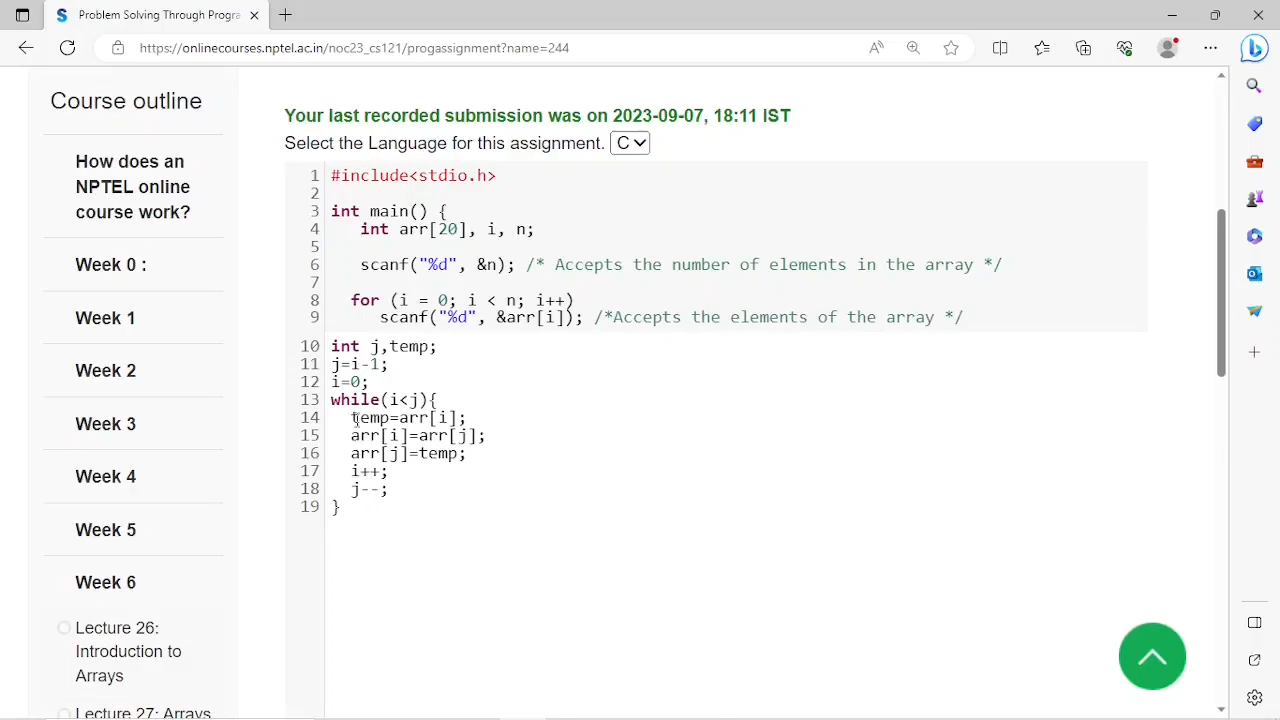 Problem Solving Through Progra
https://onlinecourses.nptel.ac.in/noc23_cs121/progassignment?name=244
Course outline
How does an
NPTEL online
course work?
Week 0 :
Week 1
Week 2
Week 3
Week 4
Week 5
Week 6
Lecture 26:
Introduction to
Arrays
Lecture 27: Arrays
Your last recorded submission was on 2023-09-07, 18:11 IST
Select the Language for this assignment. C
1 #include<stdio.h>
2
3 int main() {
4 int arr[20], i, n;
5
6 scanf("%d", &n); /* Accepts the number of elements in the array */
7
8 for (i = 0; i < n; i++)
9 scanf("%d", &arr[i]); /*Accepts the elements of the array */
10 int j,temp;
11 j=i-1;
12 i=0;
13 while(i<j){
14 temp=arr[i];
15 arr[i]=arr[j];
16 arr[j]=temp;
17 i++;
18 j--;
19 }